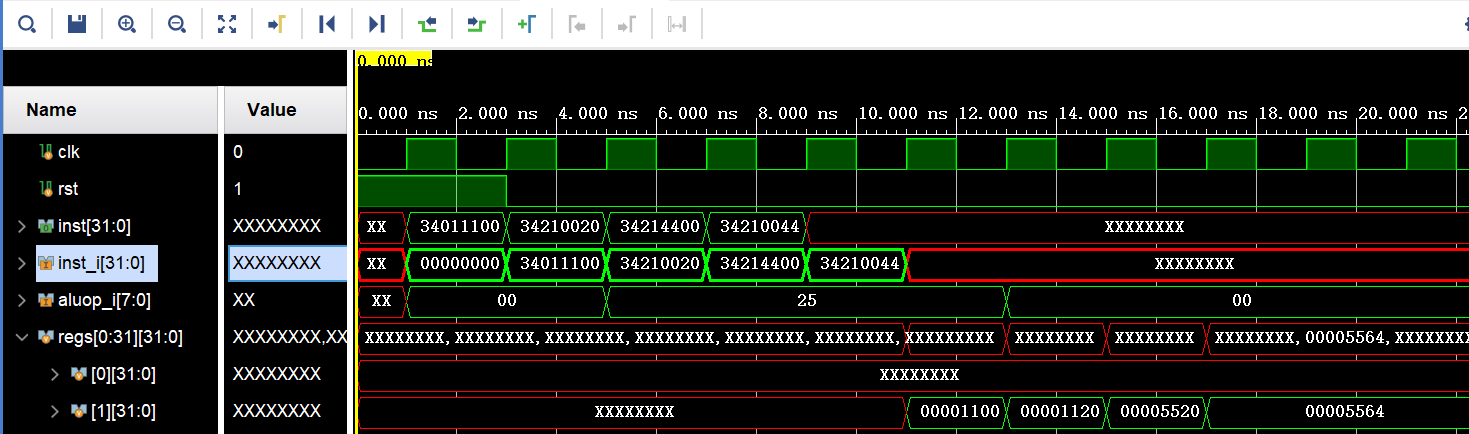 0.000 ns
Name Value 0.000 ns 2.000 ns 4.000 ns 6.000 ns 8.000 ns 10.000 ns 12.000 ns 14.000 ns 16.000 ns 18.000 ns 20.000 ns
clk 0
rst 1
inst[31:0] XXXXXXXX XX 34011100 34210020 34214400 34210044 XXXXXXXX
inst_i[31:0] XXXXXXXX XX 00000000 34011100 34210020 34214400 34210044 XXXXXXXX
aluop_i[7:0] XX XX 00 25 00
regs[0:31][31:0] XXXXXXXX,XX XXXXXXXX,XXXXXXXX,XXXXXXXX,XXXXXXXX,XXXXXXXX,XXXXXXXX,XXXXXXXXX XXXXXXXX XXXXXXXX XXXXXXXX,00005564,XXXXXXXX
[0][31:0] XXXXXXXX XXXXXXXX
[1][31:0] XXXXXXXX XXXXXXXX 00001100 00001120 00005520 00005564